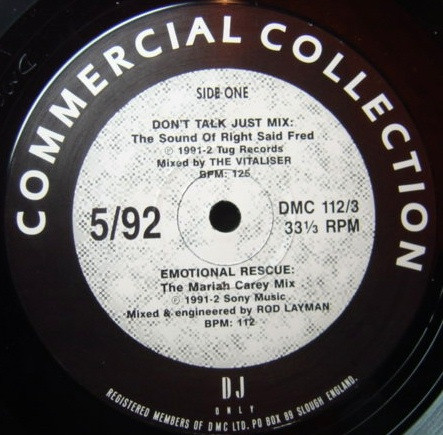 COMMERCIAL COLLECTION
SIDE ONE
DON'T TALK JUST MIX:
The Sound Of Right Said Fred
℗ 1991-2 Tug Records
Mixed by THE VITALISER
BPM: 125
5/92
DMC 112/3
33⅓ RPM
EMOTIONAL RESCUE:
The Mariah Carey Mix
℗ 1991-2 Sony Music
Mixed & engineered by ROD LAYMAN
BPM: 112
DJ
ONLY
REGISTERED MEMBERS OF DMC LTD. PO BOX 89 SLOUGH ENGLAND.